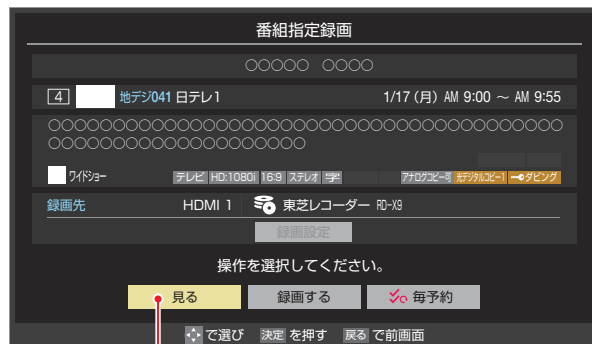 番組指定録画
○○○○○ ○○○○
4 地デジ041 日テレ1 1/17 (月) AM 9:00 ～ AM 9:55
○○○○○○○○○○○○○○○○○○○○○○○○○○○○○○○○○○○○○○○○
○○○○○○○○○○○○○○○○○○○○
ワイドショー テレビ HD:1080i 16:9 ステレオ 字 アナログコピー可 光デジタルコピー1 ダビング
録画先 HDMI 1 東芝レコーダー RD-X9
録画設定
操作を選択してください。
見る 録画する 毎予約
で選び 決定 を押す 戻る で前画面